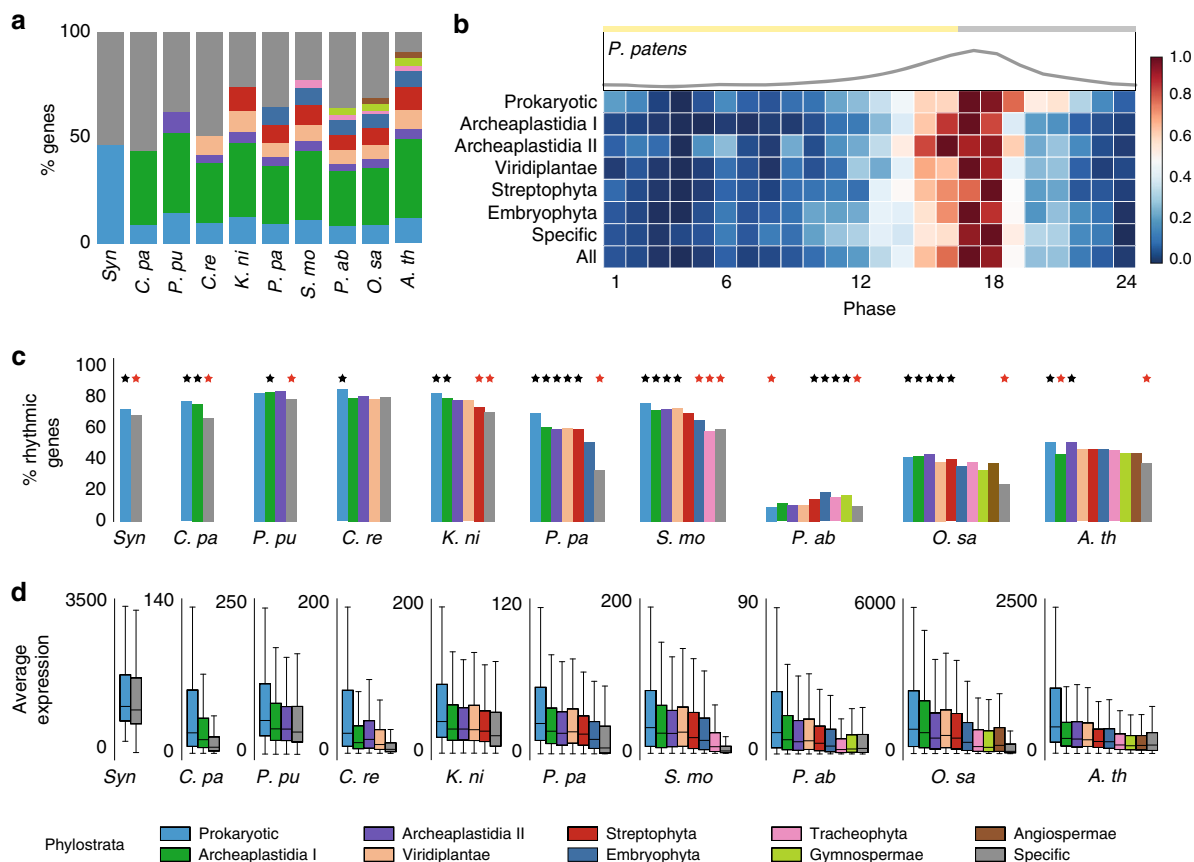 a
% genes
100
50
0
Syn
C. pa
P. pu
C.re
K. ni
P. pa
S. mo
P. ab
O. sa
A. th
b
P. patens
Prokaryotic
Archeaplastidia I
Archeaplastidia II
Viridiplantae
Streptophyta
Embryophyta
Specific
All
1 6 12 18 24
Phase
1.0
0.8
0.6
0.4
0.2
0.0
c
% rhythmic
genes
100
80
60
40
20
0
Syn C. pa P. pu C. re K. ni P. pa S. mo P. ab O. sa A. th
d
Average
expression
3500 140 250 200 200 120 200 90 6000 2500
0 0 0 0 0 0 0 0 0 0
Syn C. pa P. pu C. re K. ni P. pa S. mo P. ab O. sa A. th
Phylostrata
Prokaryotic Archeaplastidia II Streptophyta Tracheophyta Angiospermae
Archeaplastidia I Viridiplantae Embryophyta Gymnospermae Specific